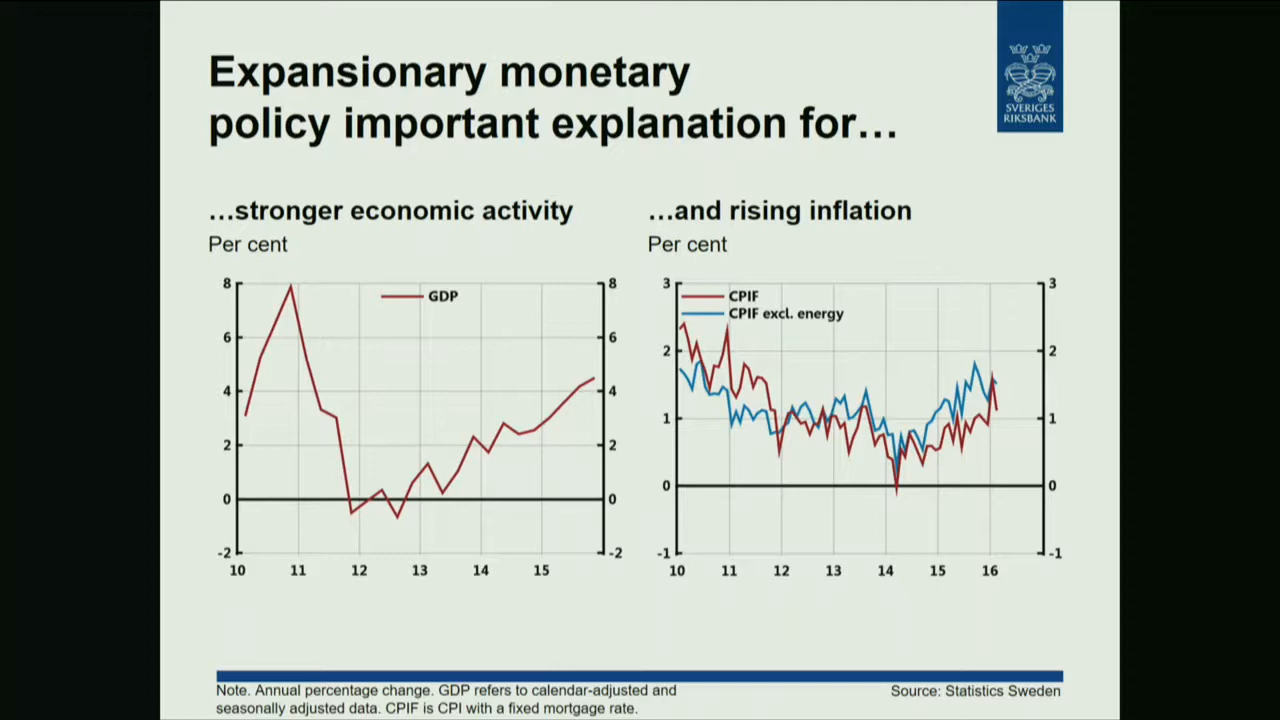 Expansionary monetary
policy important explanation for…
SVERIGES
RIKSBANK
…stronger economic activity
Per cent
8
6
4
2
0
-2
GDP
8
6
4
2
0
-2
10 11 12 13 14 15
…and rising inflation
Per cent
3
2
1
0
-1
CPIF
CPIF excl. energy
3
2
1
0
-1
10 11 12 13 14 15 16
Note. Annual percentage change. GDP refers to calendar-adjusted and
seasonally adjusted data. CPIF is CPI with a fixed mortgage rate.
Source: Statistics Sweden